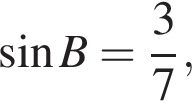 sin B = 3/7,